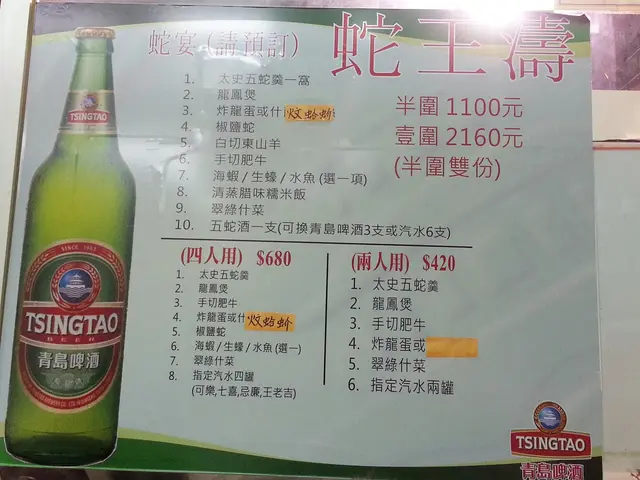 蛇王濤
蛇宴 (請預訂)
1. 太史五蛇羹一窩
2. 龍鳳煲
3. 炸龍蛋或什
4. 椒鹽蛇
5. 白切東山羊
6. 手切肥牛
7. 海蝦/生蠔/水魚 (選一項)
8. 清蒸腊味糯米飯
9. 翠綠什菜
10. 五蛇酒一支(可換青島啤酒3支或汽水6支)
半圍 1100元
壹圍 2160元
(半圍雙份)
(四人用) $680
1. 太史五蛇羹
2. 龍鳳煲
3. 手切肥牛
4. 炸龍蛋或什
5. 椒鹽蛇
6. 海蝦/生蠔/水魚 (選一)
7. 翠綠什菜
8. 指定汽水四罐
(可樂,七喜,忌廉,王老吉)
(兩人用) $420
1. 太史五蛇羹
2. 龍鳳煲
3. 手切肥牛
4. 炸龍蛋或
5. 翠綠什菜
6. 指定汽水兩罐
TSINGTAO
SINCE 1903
TSINGTAO
BEER
青島啤酒
TSINGTAO
青島啤酒